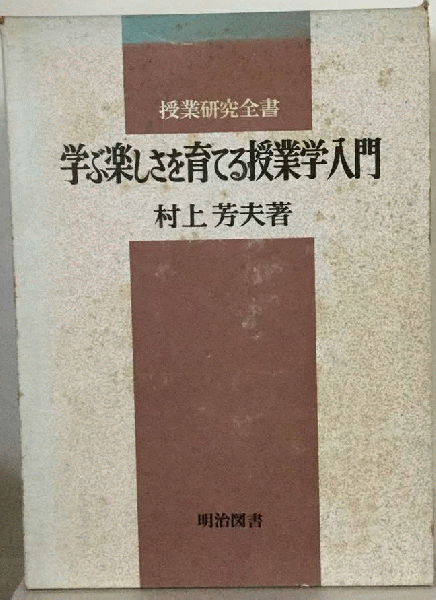 授業研究全書
学ぶ楽しさを育てる授業学入門
村上芳夫著
明治図書